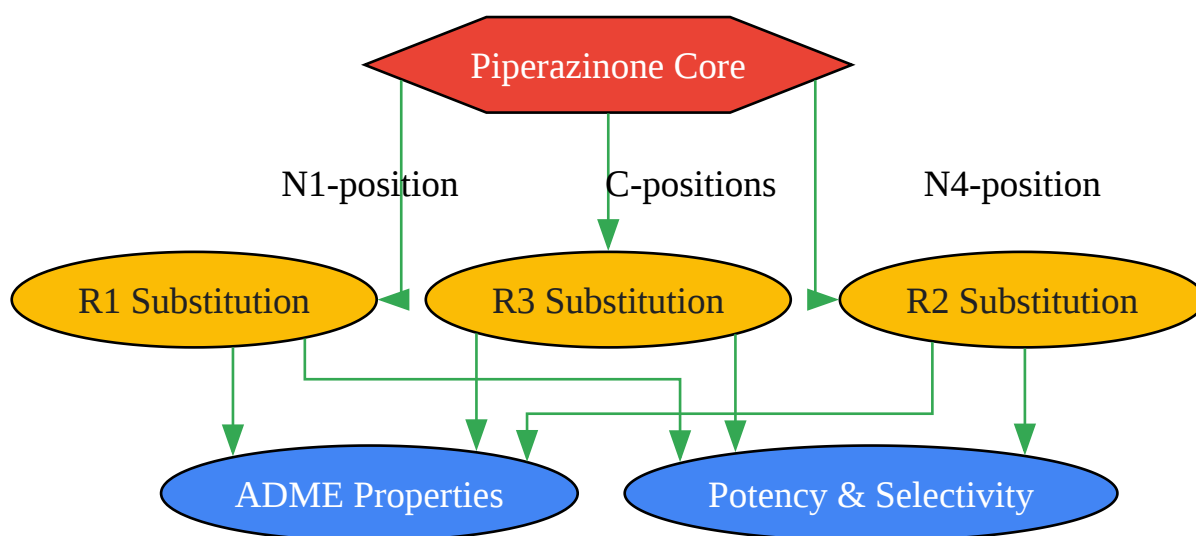 Piperazinone Core
N1-position
C-positions
N4-position
R1 Substitution
R3 Substitution
R2 Substitution
ADME Properties
Potency & Selectivity